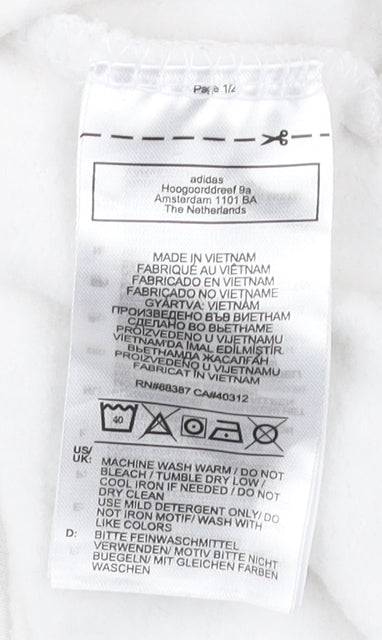 Page 1/2
adidas
Hoogoorddreef 9a
Amsterdam 1101 BA
The Netherlands
MADE IN VIETNAM
FABRIQUÉ AU VIÊTNAM
FABRICADO EN VIETNAM
FABRICADO NO VIETNAME
GYÁRTVA: VIETNÁM
ПРОИЗВЕДЕНО ВЪВ ВИЕТНАМ
СДЕЛАНО ВО ВЬЕТНАМЕ
PROIZVEDENO U VIJETNAMU
VIETNAM'DA IMAL EDİLMİŞTİR.
ВЬЕТНАМДА ЖАСАЛҒАН
PROIZVEDENO U VIJETNAMU
FABRICAT ÎN VIETNAM
RN#88387 CA#40312
40
US/
UK: MACHINE WASH WARM / DO NOT
BLEACH / TUMBLE DRY LOW /
COOL IRON IF NEEDED / DO NOT
DRY CLEAN
USE MILD DETERGENT ONLY/ DO
NOT IRON MOTIF/ WASH WITH
LIKE COLORS
D: BITTE FEINWASCHMITTEL
VERWENDEN/ MOTIV BITTE NICHT
BUEGELN/ MIT GLEICHEN FARBEN
WASCHEN